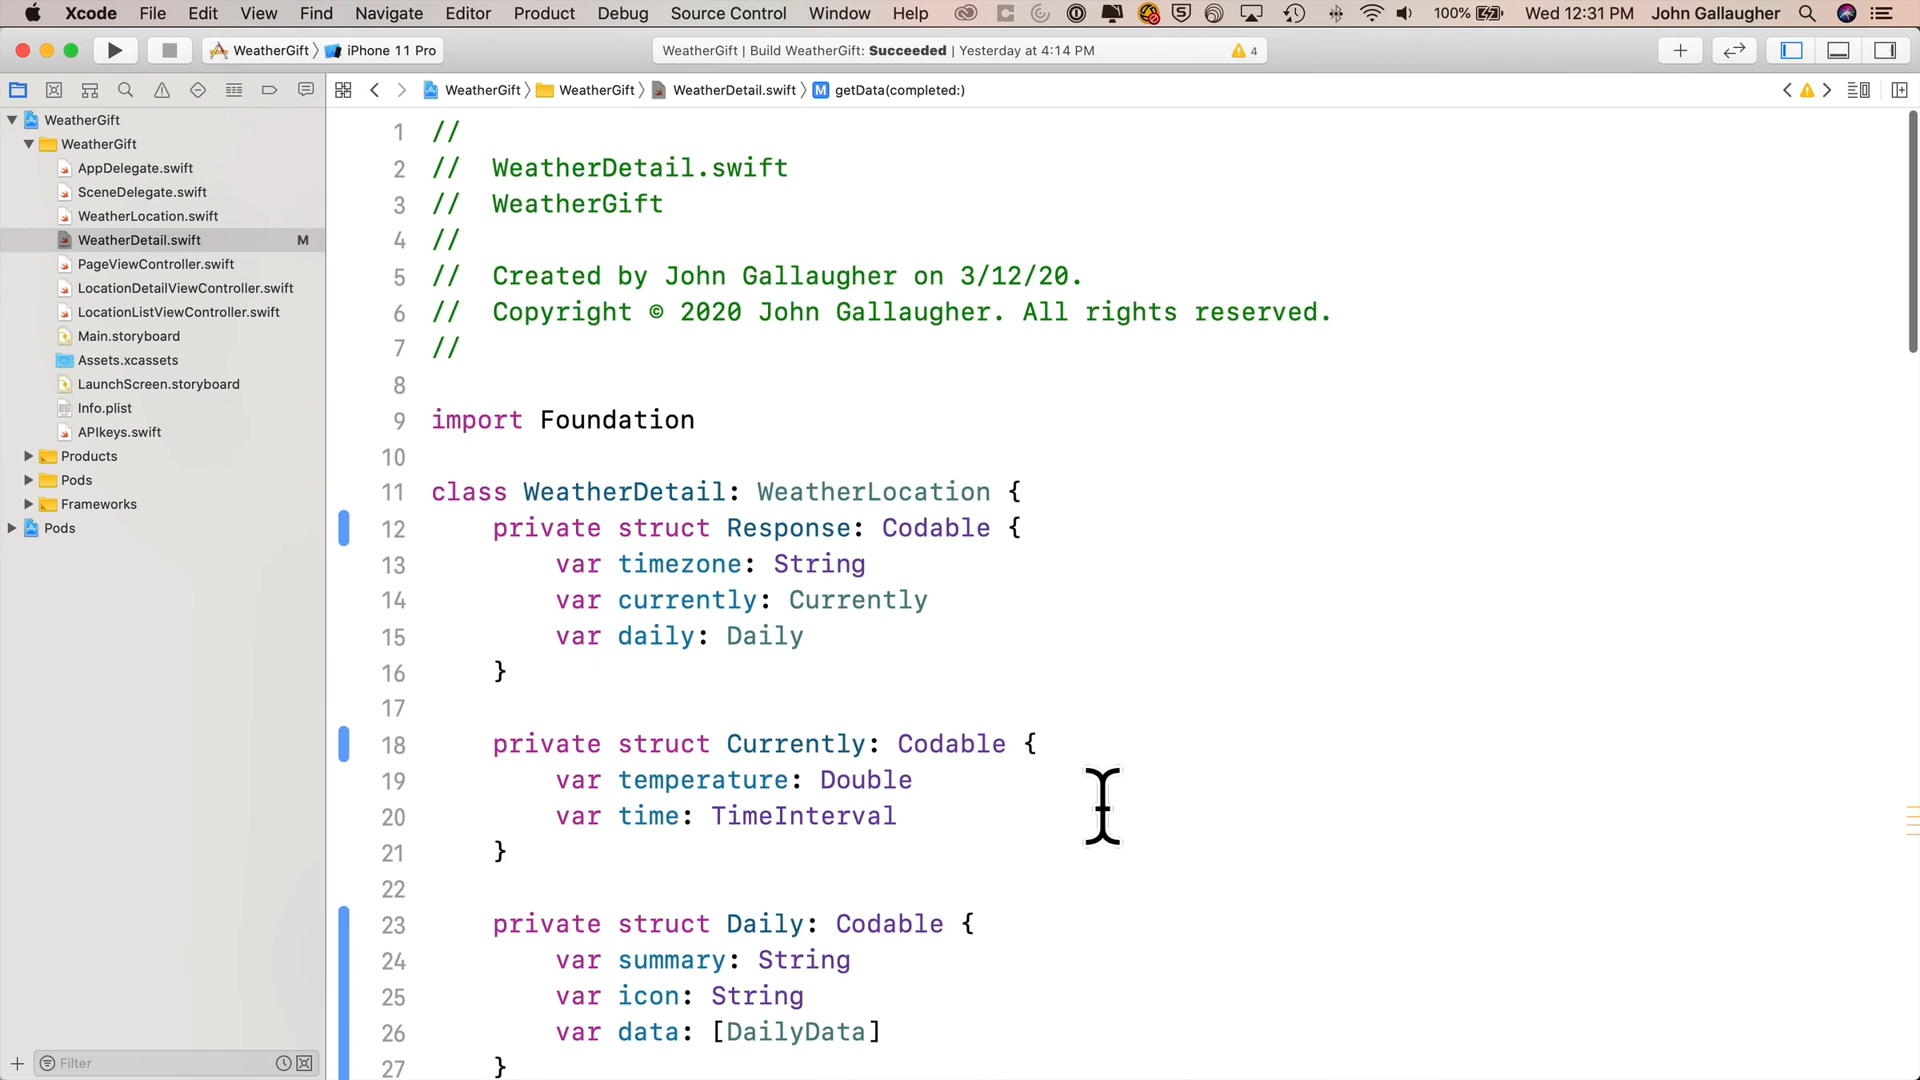 Xcode File Edit View Find Navigate Editor Product Debug Source Control Window Help 100% Wed 12:31 PM John Gallaugher
WeatherGift iPhone 11 Pro WeatherGift | Build WeatherGift: Succeeded | Yesterday at 4:14 PM 4
WeatherGift WeatherGift WeatherDetail.swift M getData(completed:)
WeatherGift
WeatherGift
AppDelegate.swift
SceneDelegate.swift
WeatherLocation.swift
WeatherDetail.swift M
PageViewController.swift
LocationDetailViewController.swift
LocationListViewController.swift
Main.storyboard
Assets.xcassets
LaunchScreen.storyboard
Info.plist
APIkeys.swift
Products
Pods
Frameworks
Pods
Filter
1 //
2 // WeatherDetail.swift
3 // WeatherGift
4 //
5 // Created by John Gallaugher on 3/12/20.
6 // Copyright © 2020 John Gallaugher. All rights reserved.
7 //
8
9 import Foundation
10
11 class WeatherDetail: WeatherLocation {
12 private struct Response: Codable {
13 var timezone: String
14 var currently: Currently
15 var daily: Daily
16 }
17
18 private struct Currently: Codable {
19 var temperature: Double
20 var time: TimeInterval
21 }
22
23 private struct Daily: Codable {
24 var summary: String
25 var icon: String
26 var data: [DailyData]
27 }